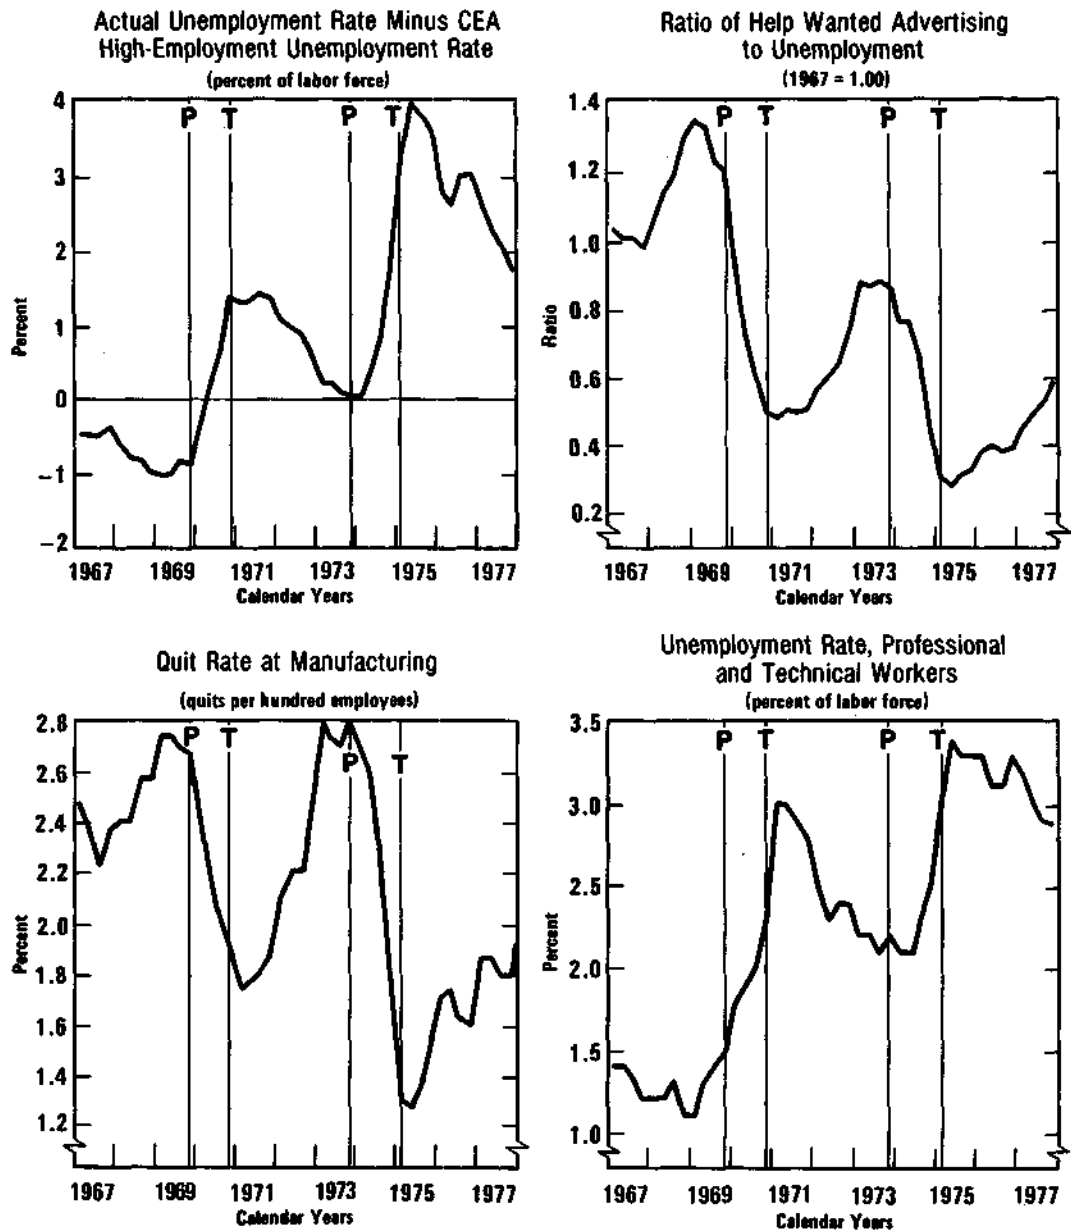 Actual Unemployment Rate Minus CEA
High-Employment Unemployment Rate
(percent of labor force)
4
3
2
1
0
−1
−2
Percent
P T P T
1967 1969 1971 1973 1975 1977
Calendar Years
Ratio of Help Wanted Advertising
to Unemployment
(1967 = 1.00)
1.4
1.2
1.0
0.8
0.6
0.4
0.2
Ratio
P T P T
1967 1969 1971 1973 1975 1977
Calendar Years
Quit Rate at Manufacturing
(quits per hundred employees)
2.8
2.6
2.4
2.2
2.0
1.8
1.6
1.4
1.2
Percent
P T P T
1967 1969 1971 1973 1975 1977
Calendar Years
Unemployment Rate, Professional
and Technical Workers
(percent of labor force)
3.5
3.0
2.5
2.0
1.5
1.0
Percent
P T P T
1967 1969 1971 1973 1975 1977
Calendar Years